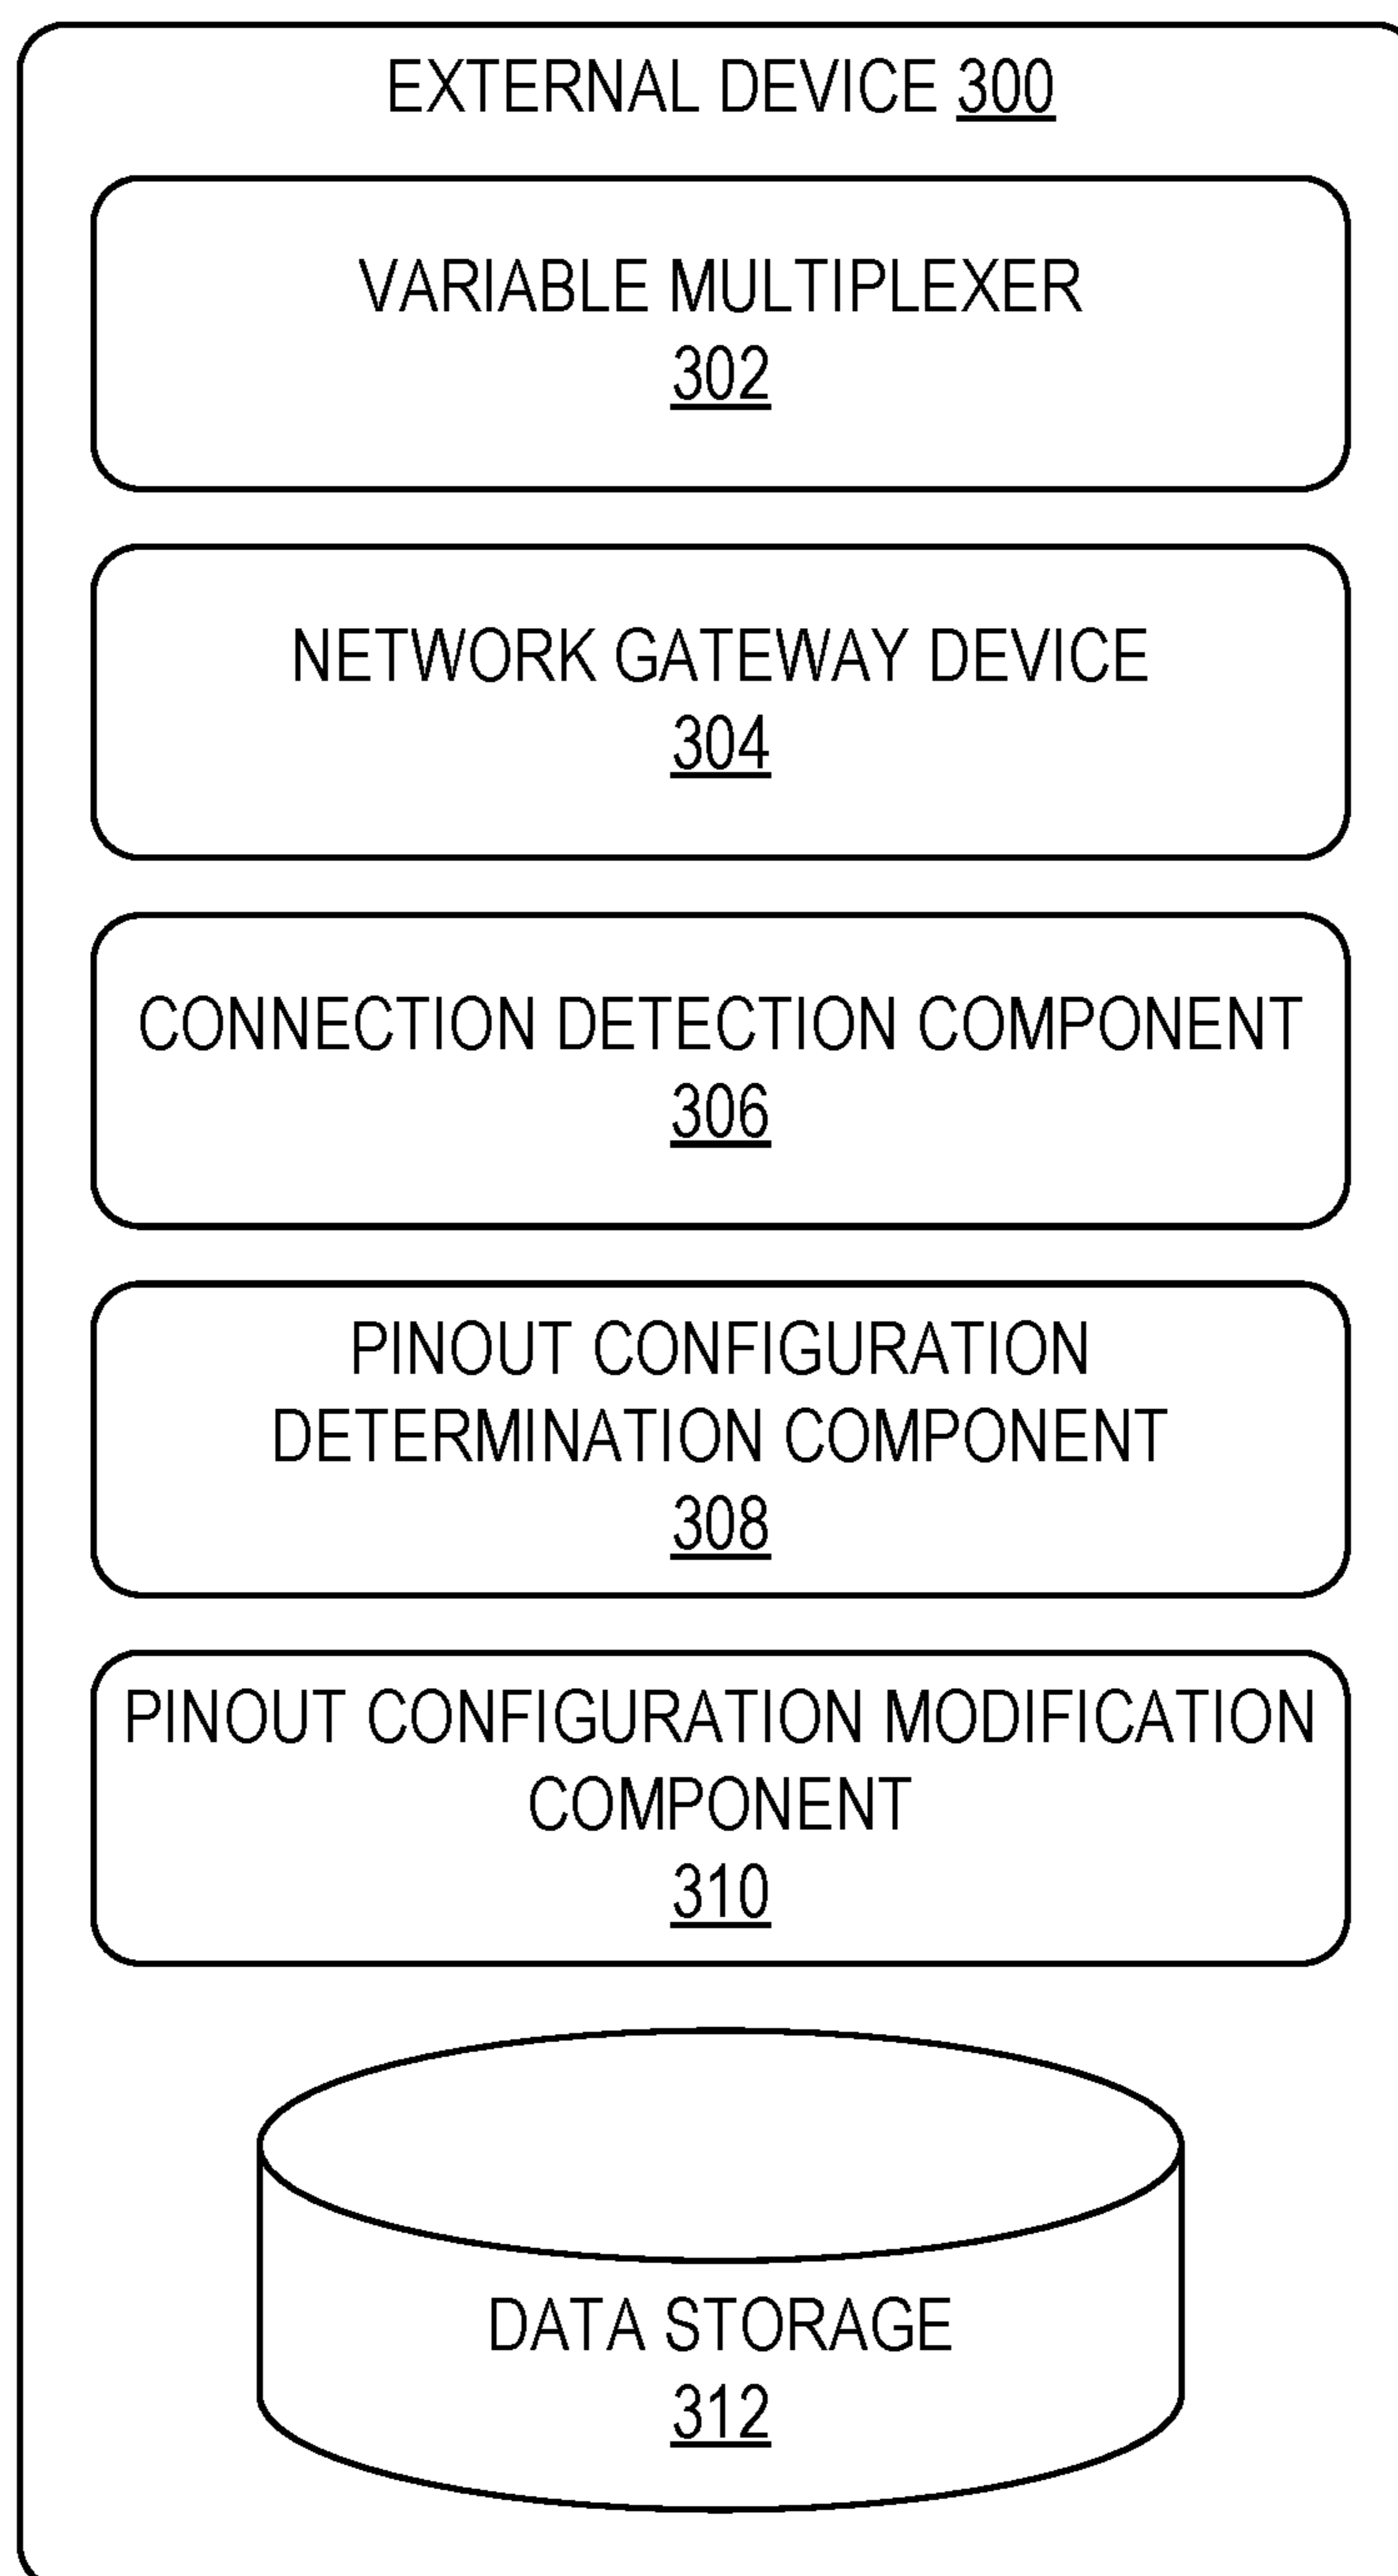 EXTERNAL DEVICE 300
VARIABLE MULTIPLEXER
302
NETWORK GATEWAY DEVICE
304
CONNECTION DETECTION COMPONENT
306
PINOUT CONFIGURATION
DETERMINATION COMPONENT
308
PINOUT CONFIGURATION MODIFICATION
COMPONENT
310
DATA STORAGE
312